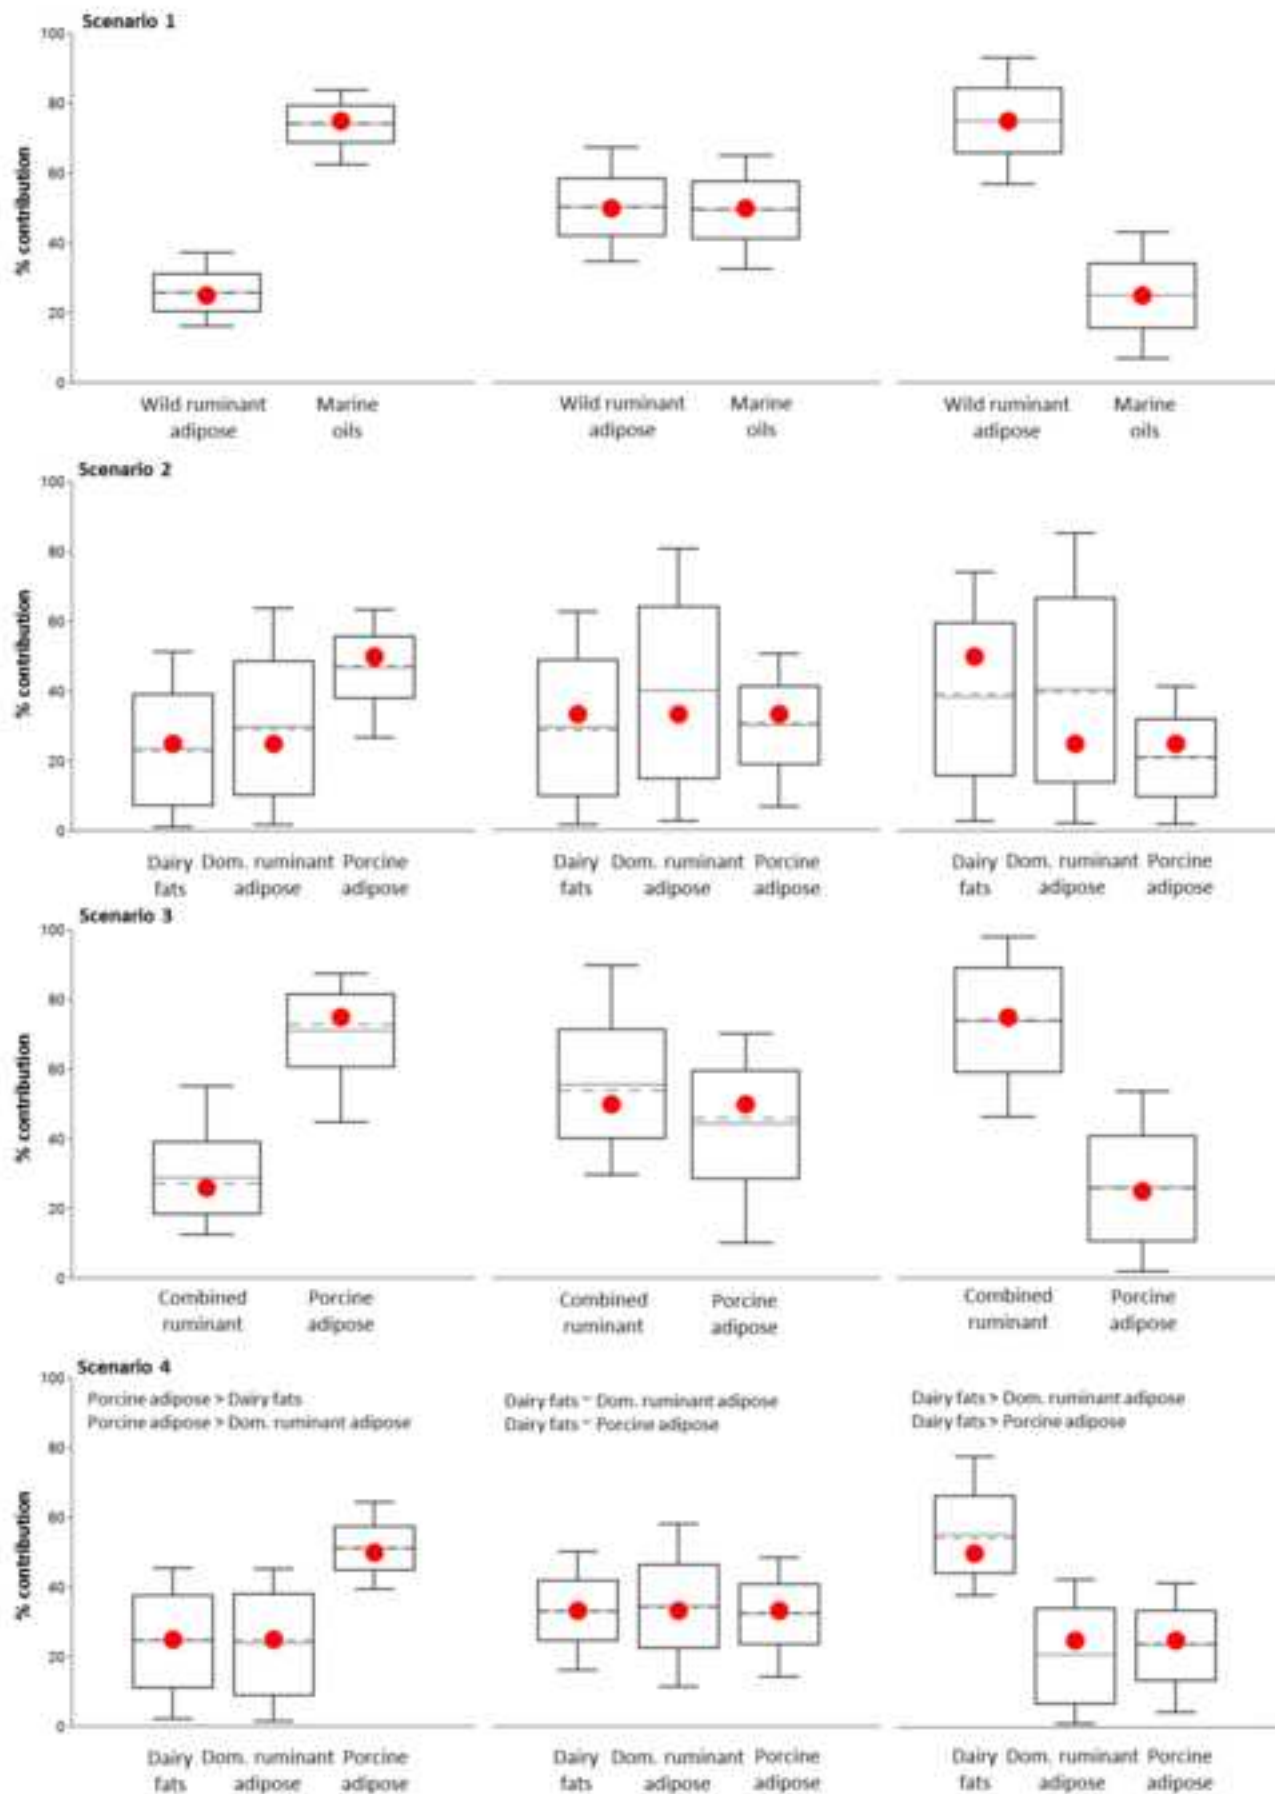 Scenario 1
100
80
60
40
20
0
% contribution
Wild ruminant adipose
Marine oils
Wild ruminant adipose
Marine oils
Wild ruminant adipose
Marine oils
Scenario 2
100
80
60
40
20
0
% contribution
Dairy fats
Dom. ruminant adipose
Porcine adipose
Dairy fats
Dom. ruminant adipose
Porcine adipose
Dairy fats
Dom. ruminant adipose
Porcine adipose
Scenario 3
100
80
60
40
20
0
% contribution
Combined ruminant
Porcine adipose
Combined ruminant
Porcine adipose
Combined ruminant
Porcine adipose
Scenario 4
100
80
60
40
20
0
% contribution
Porcine adipose > Dairy fats
Porcine adipose > Dom. ruminant adipose
Dairy fats ~ Dom. ruminant adipose
Dairy fats ~ Porcine adipose
Dairy fats > Dom. ruminant adipose
Dairy fats > Porcine adipose
Dairy fats
Dom. ruminant adipose
Porcine adipose
Dairy fats
Dom. ruminant adipose
Porcine adipose
Dairy fats
Dom. ruminant adipose
Porcine adipose